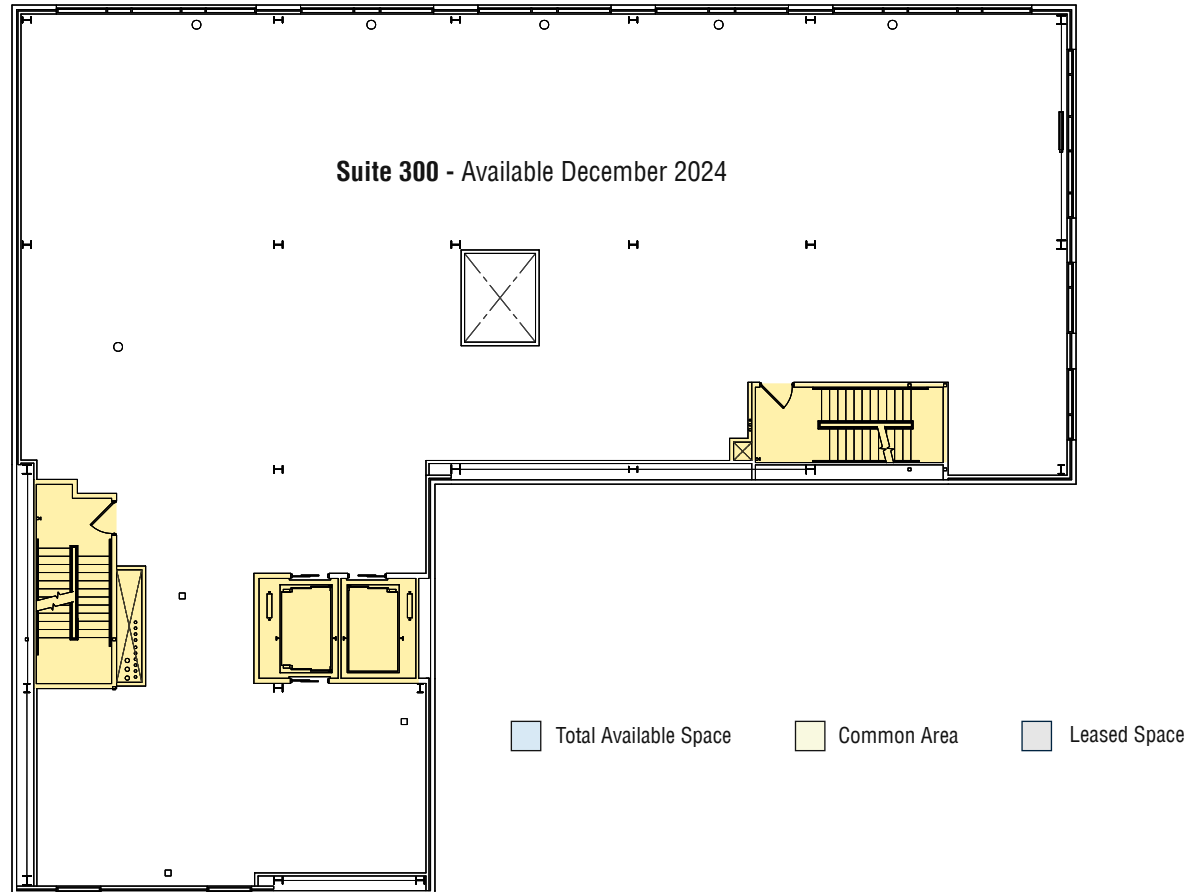 Suite 300 - Available December 2024
Total Available Space
Common Area
Leased Space